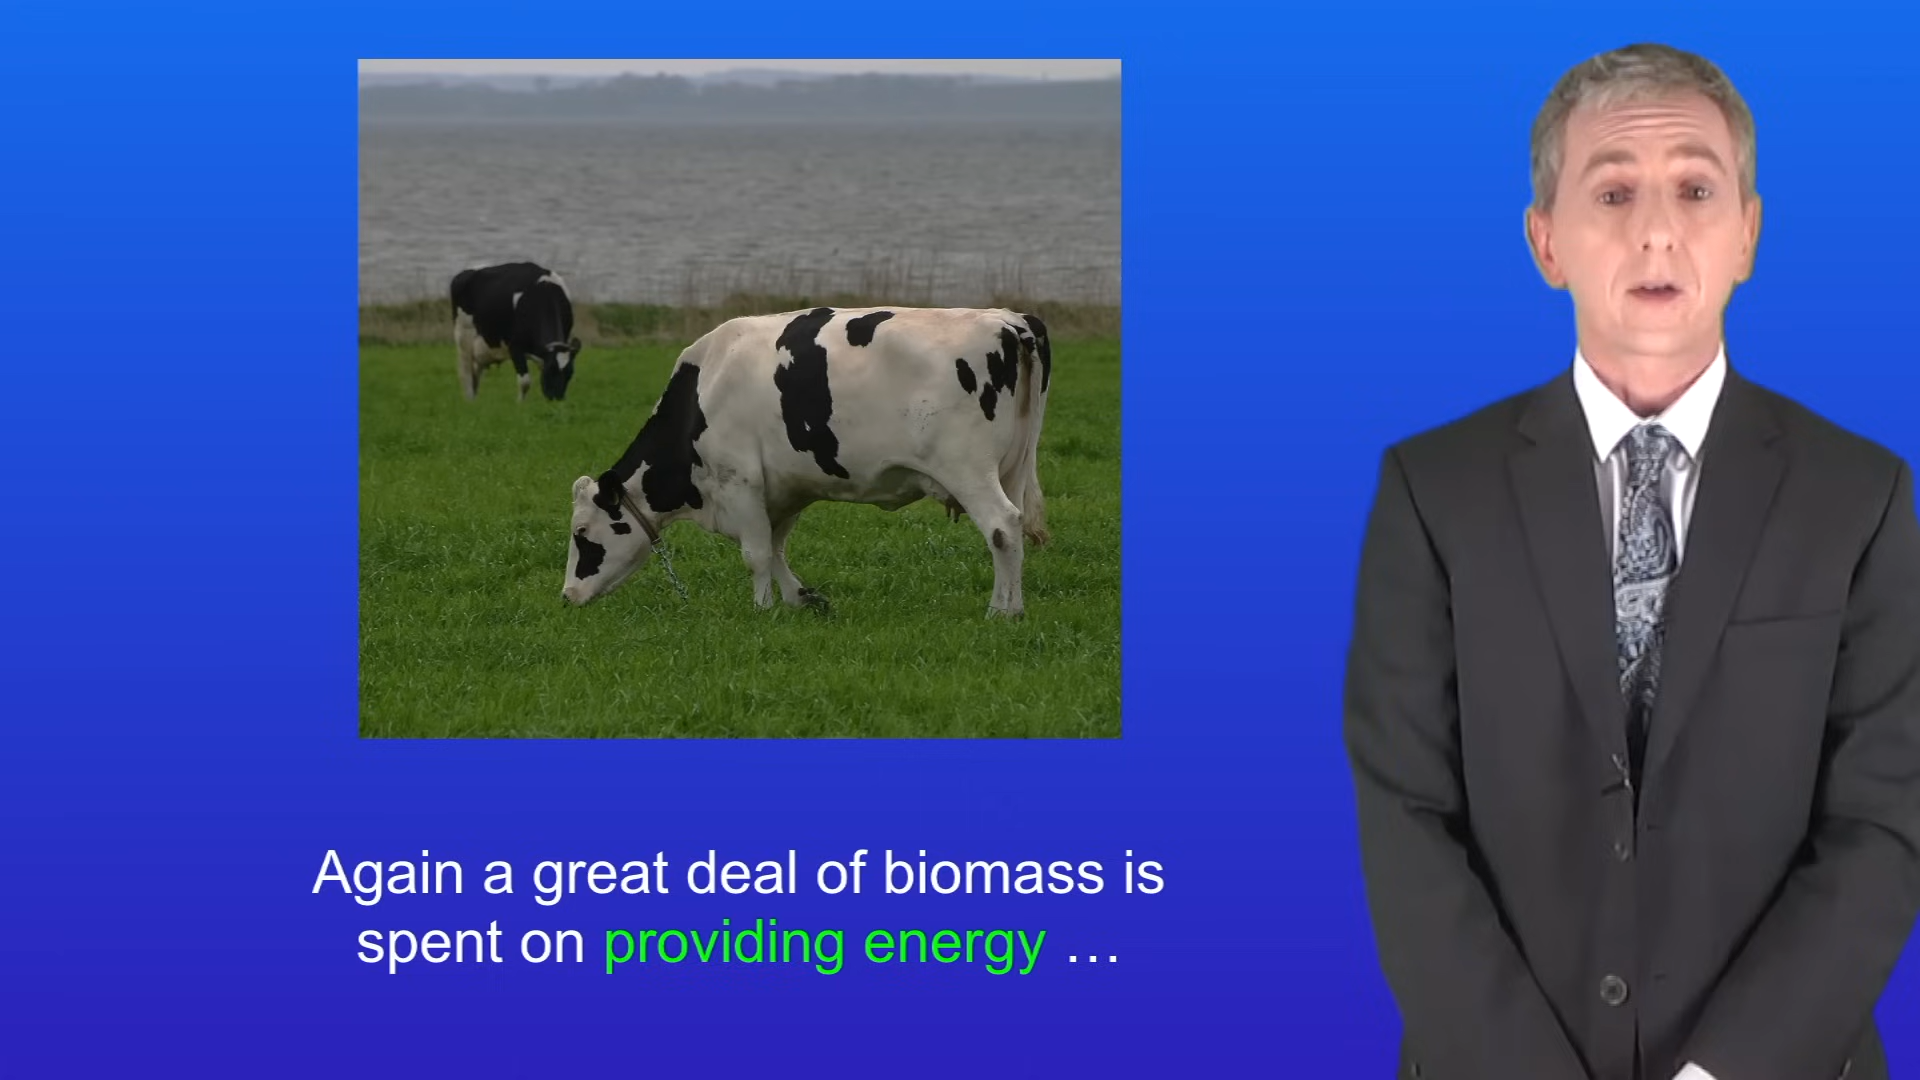 Again a great deal of biomass is
spent on providing energy …